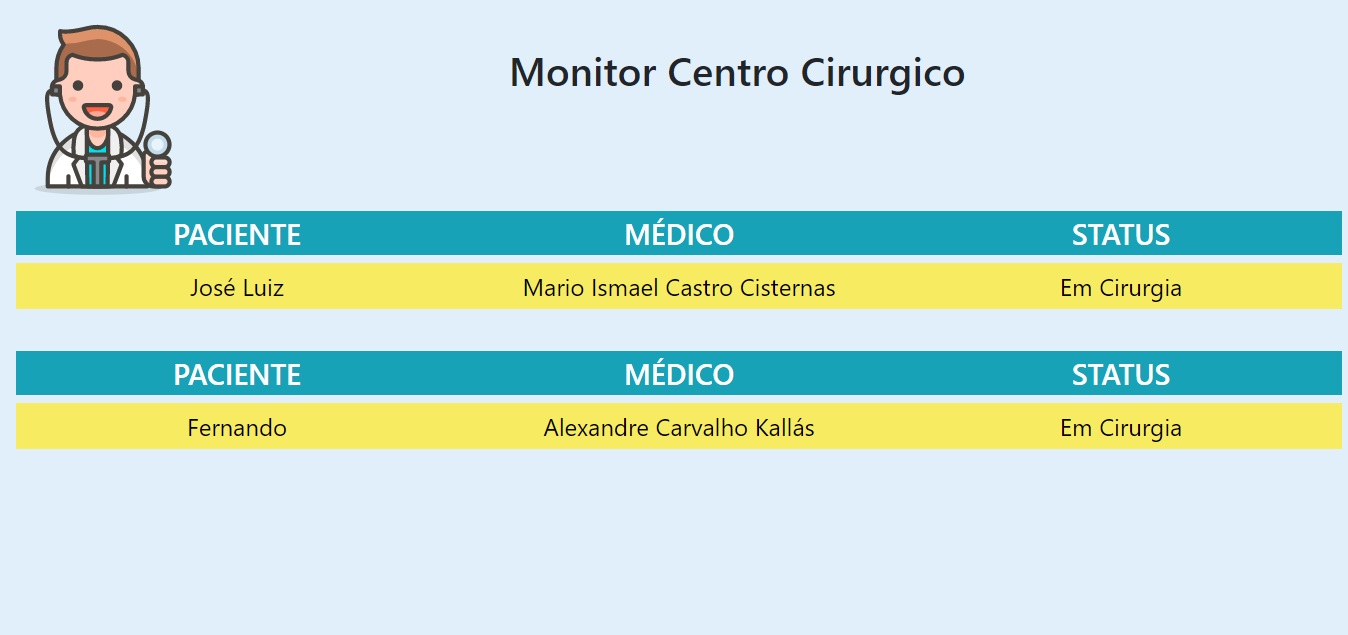 Monitor Centro Cirurgico
PACIENTE MÉDICO STATUS
José Luiz Mario Ismael Castro Cisternas Em Cirurgia
PACIENTE MÉDICO STATUS
Fernando Alexandre Carvalho Kallás Em Cirurgia